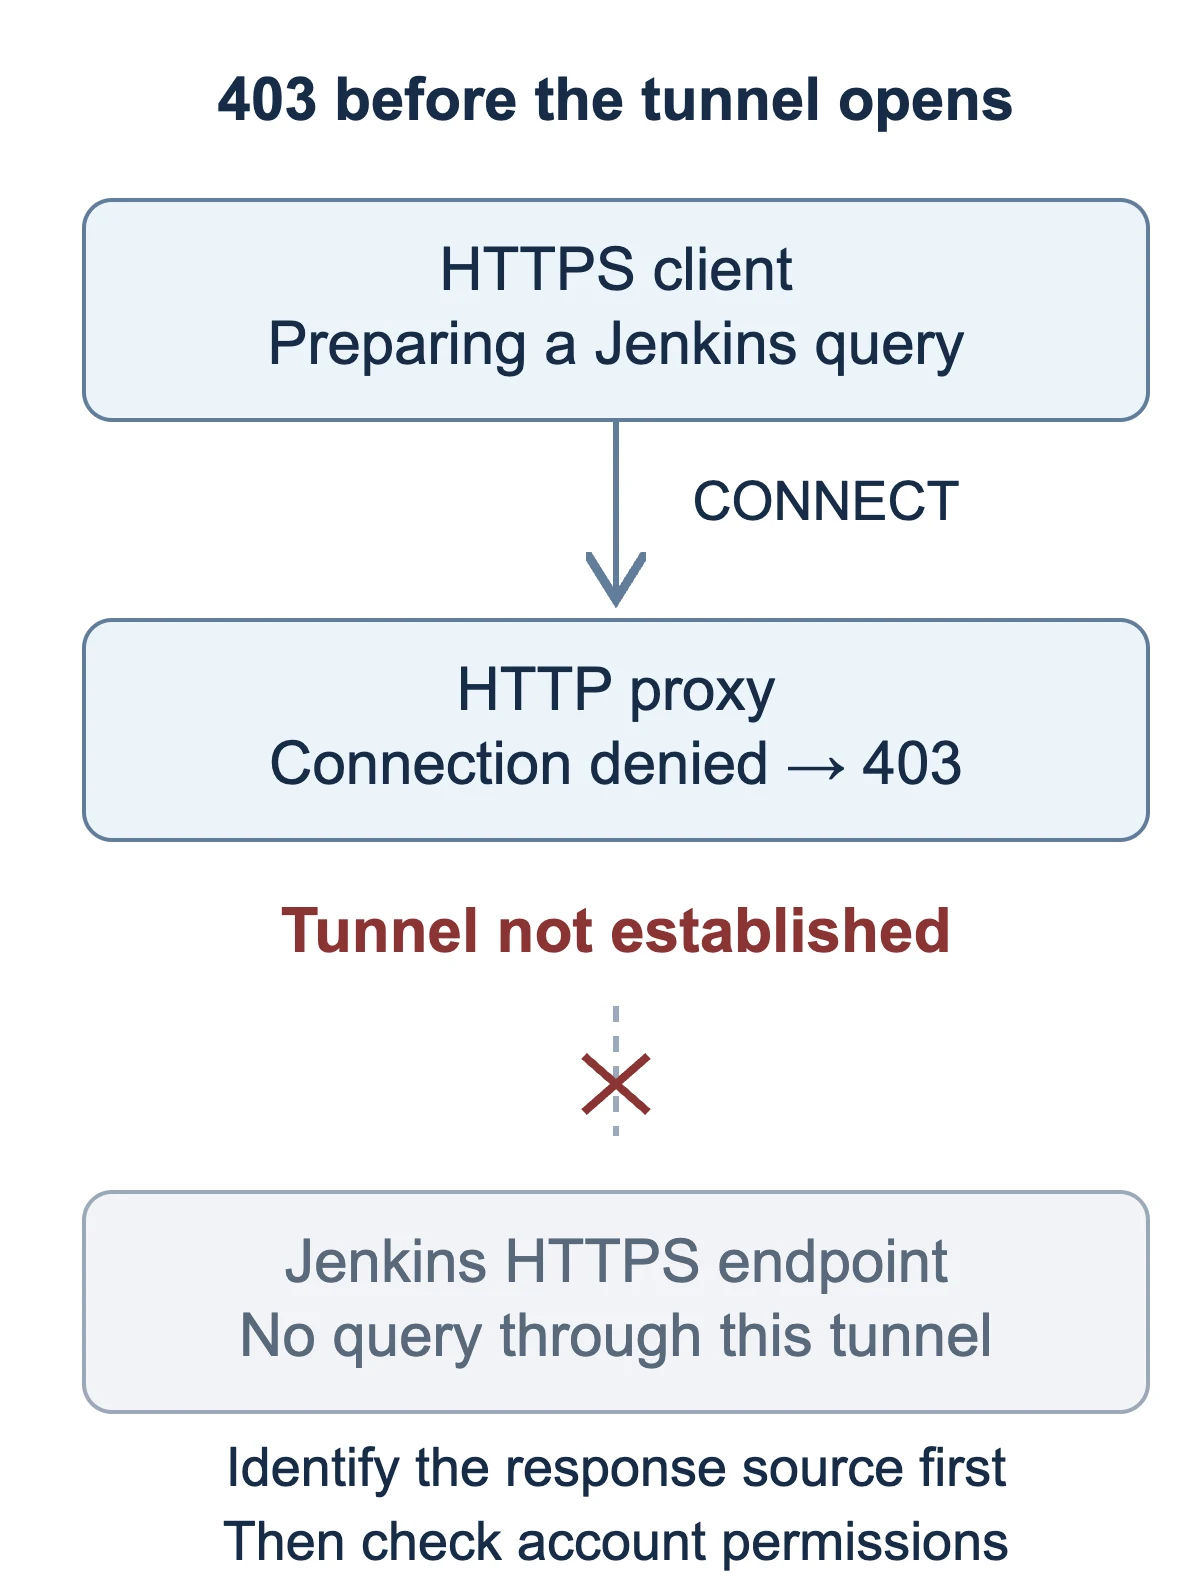 403 before the tunnel opens
HTTPS client
Preparing a Jenkins query
CONNECT
HTTP proxy
Connection denied → 403
Tunnel not established
Jenkins HTTPS endpoint
No query through this tunnel
Identify the response source first
Then check account permissions